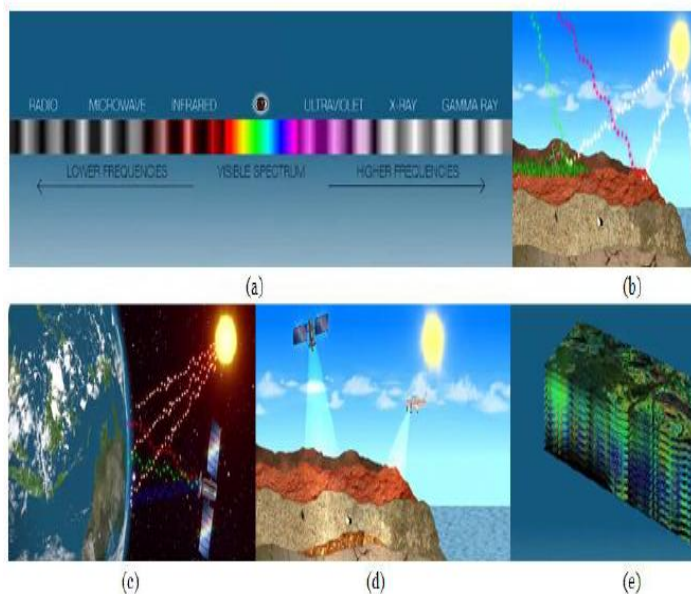 RADIO MICROWAVE INFRARED ULTRAVIOLET X-RAY GAMMA RAY
LOWER FREQUENCIES VISIBLE SPECTRUM HIGHER FREQUENCIES
(a) (b)
(c) (d) (e)